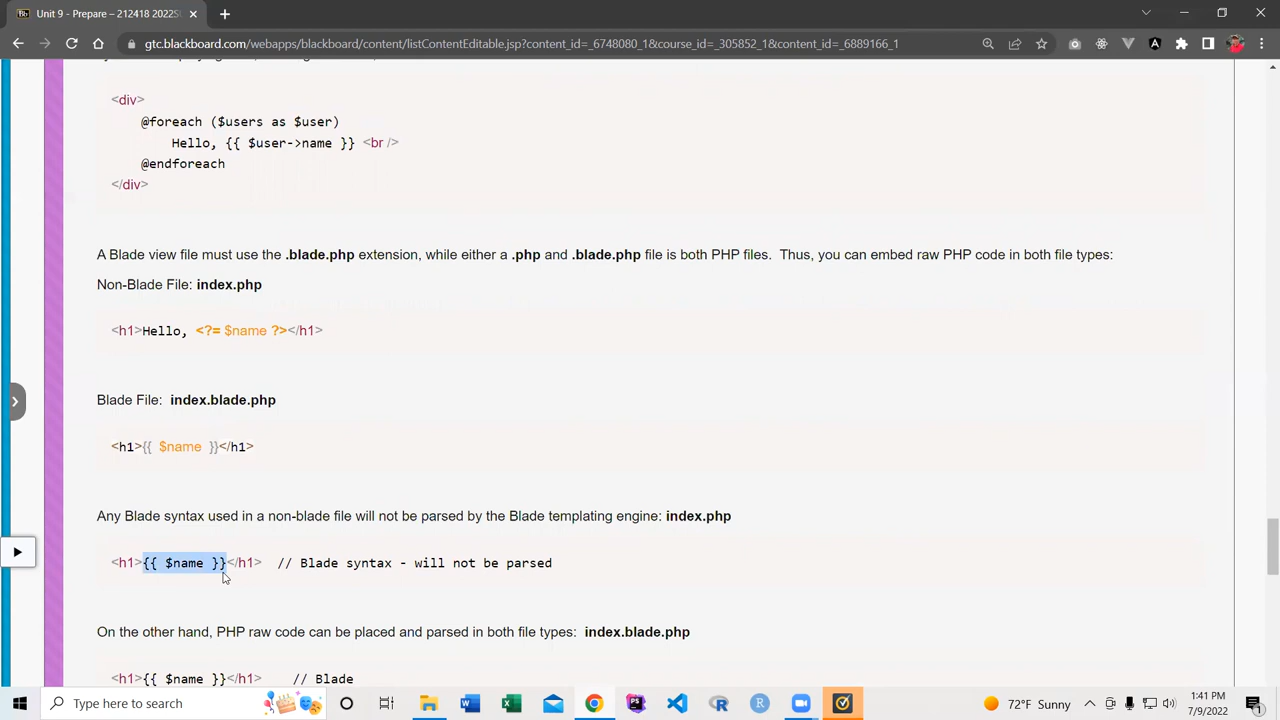 Unit 9 – Prepare – 212418 2022S
gtc.blackboard.com/webapps/blackboard/content/listContentEditable.jsp?content_id=_6748080_1&course_id=_305852_1&content_id=_6889166_1
<div>
@foreach ($users as $user)
Hello, {{ $user->name }} <br />
@endforeach
</div>
A Blade view file must use the .blade.php extension, while either a .php and .blade.php file is both PHP files.  Thus, you can embed raw PHP code in both file types:
Non-Blade File: index.php
<h1>Hello, <?= $name ?></h1>
Blade File:  index.blade.php
<h1>{{ $name }}</h1>
Any Blade syntax used in a non-blade file will not be parsed by the Blade templating engine: index.php
<h1>{{ $name }}</h1>  // Blade syntax - will not be parsed
On the other hand, PHP raw code can be placed and parsed in both file types:  index.blade.php
<h1>{{ $name }}</h1>    // Blade
Type here to search
72°F Sunny
1:41 PM
7/9/2022